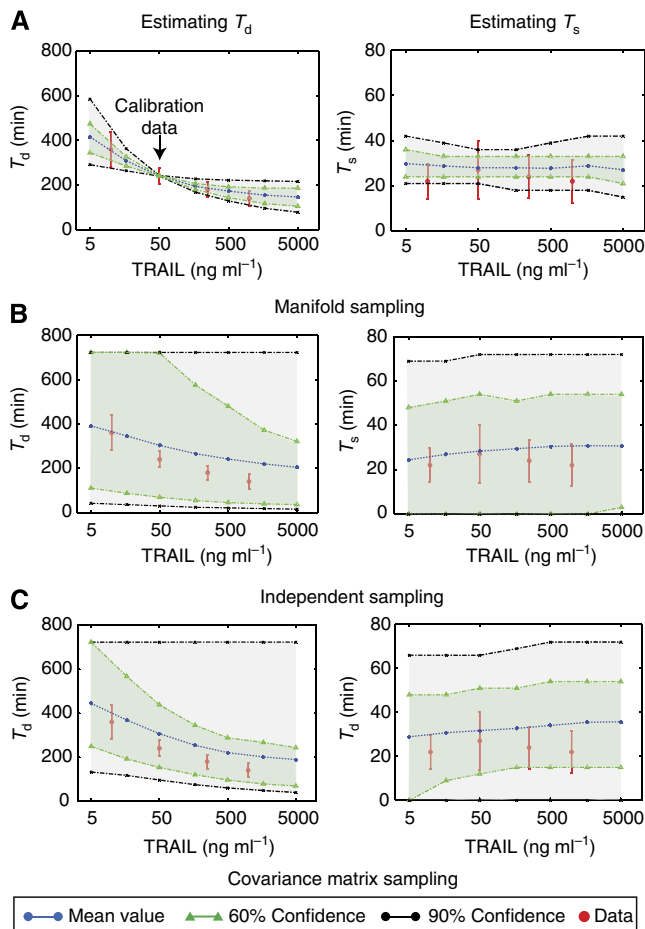 A
Estimating Td
Estimating Ts
800
600
400
200
0
Td (min)
Calibration
data
5 50 500 5000
TRAIL (ng ml−1)
80
60
40
20
0
Ts (min)
5 50 500 5000
TRAIL (ng ml−1)
Manifold sampling
B
800
600
400
200
0
Td (min)
5 50 500 5000
TRAIL (ng ml−1)
80
60
40
20
0
Ts (min)
5 50 500 5000
TRAIL (ng ml−1)
Independent sampling
C
800
600
400
200
0
Td (min)
5 50 500 5000
TRAIL (ng ml−1)
80
60
40
20
0
Td (min)
5 50 500 5000
TRAIL (ng ml−1)
Covariance matrix sampling
Mean value 60% Confidence 90% Confidence Data